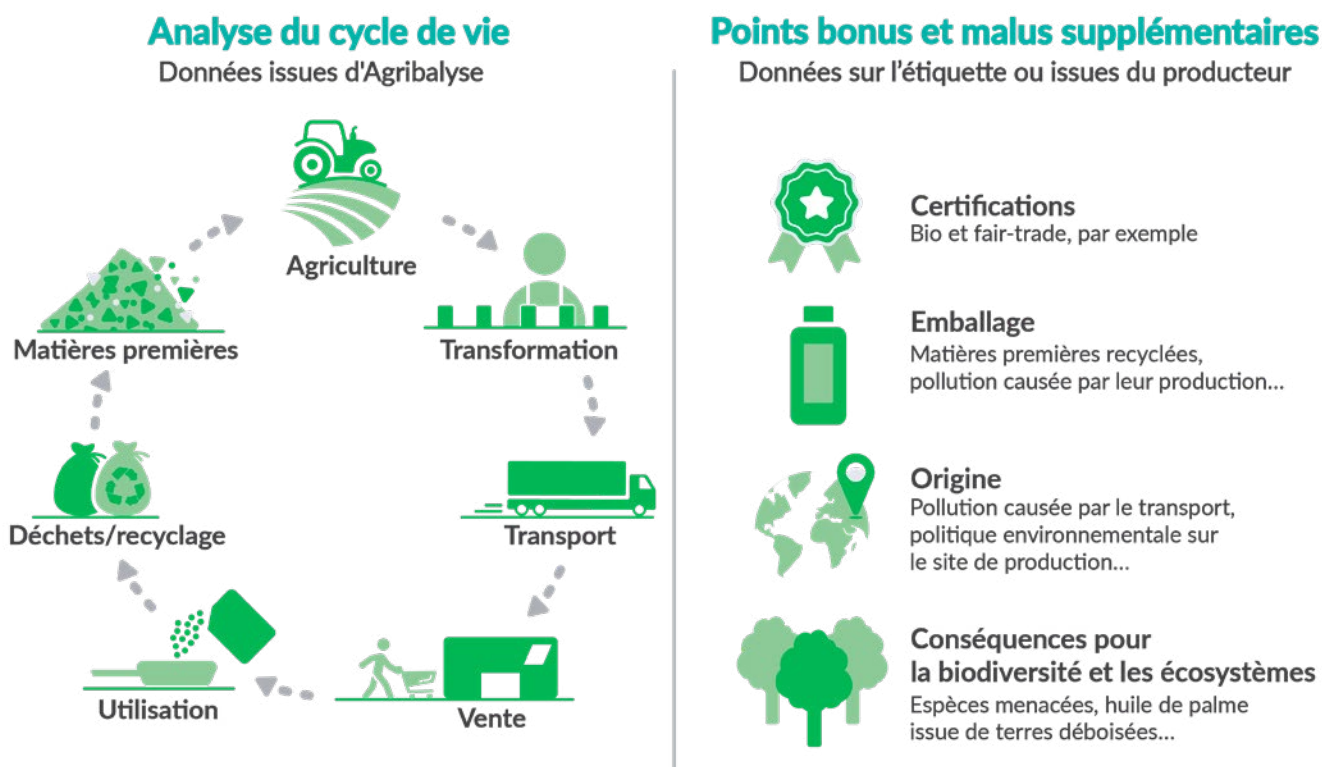 Analyse du cycle de vie
Données issues d'Agribalyse
Agriculture
Transformation
Transport
Vente
Utilisation
Déchets/recyclage
Matières premières
Points bonus et malus supplémentaires
Données sur l’étiquette ou issues du producteur
Certifications
Bio et fair-trade, par exemple
Emballage
Matières premières recyclées,
pollution causée par leur production...
Origine
Pollution causée par le transport,
politique environnementale sur
le site de production...
Conséquences pour
la biodiversité et les écosystèmes
Espèces menacées, huile de palme
issue de terres déboisées...